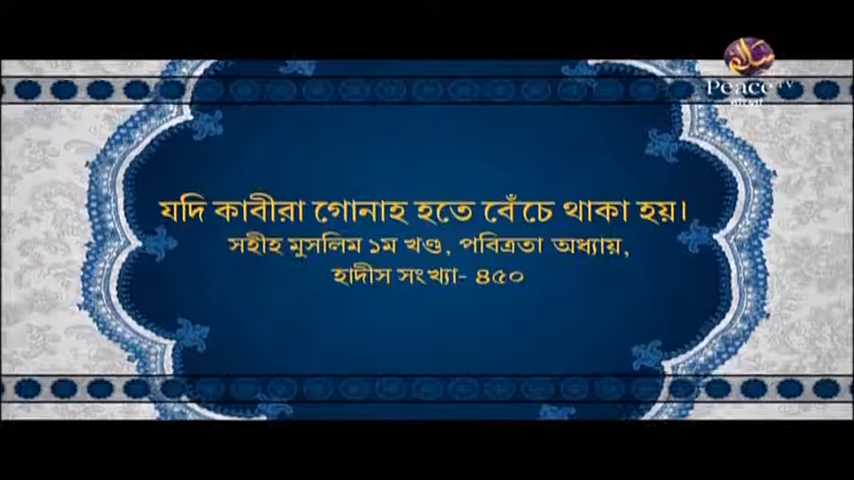 Peace TV
বাংলা
যদি কাবীরা গোনাহ হতে বেঁচে থাকা হয়।
সহীহ মুসলিম ১ম খণ্ড, পবিত্রতা অধ্যায়,
হাদীস সংখ্যা- ৪৫০